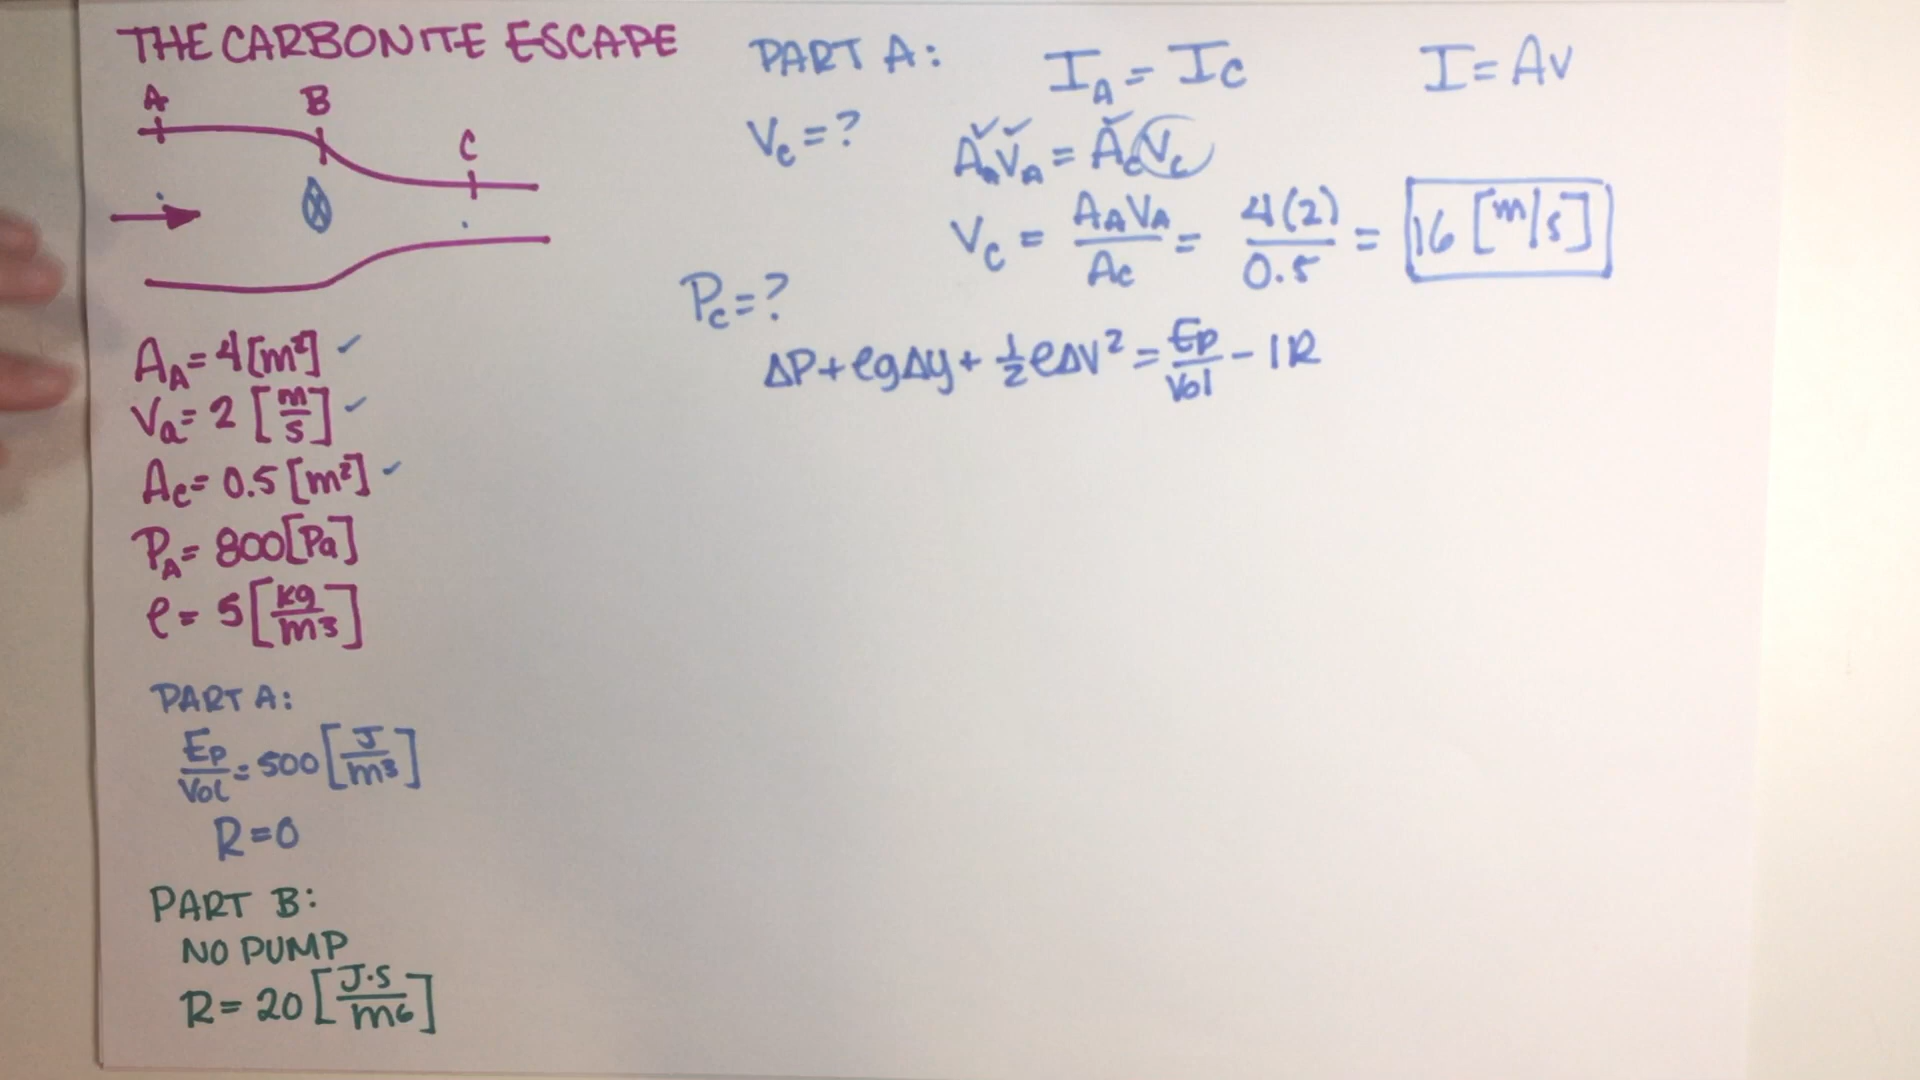 THE CARBONITE ESCAPE
A
B
C
A_A = 4 [m²] ✓
V_a = 2 [m/s] ✓
A_C = 0.5 [m²] ✓
P_A = 800 [Pa]
ρ = 5 [kg/m³]
PART A:
Ep/VOL = 500 [J/m³]
R = 0
PART B:
NO PUMP
R = 20 [J·S/m⁶]
PART A: I_A = I_C I = AV
V_C = ? A_A V_A = A_C V_C
V_C = A_A V_A / A_C = 4(2) / 0.5 = 16 [m/s]
P_C = ?
ΔP + ρgΔy + ½ρΔV² = Ep/Vol - IR